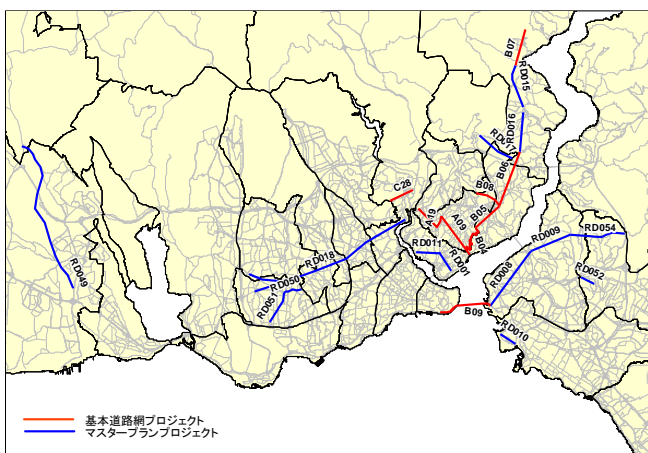 B07
RD015
RD016
RD017
B06
C28
B08
A19
A09
B05
B04
RD054
RD009
RD011
RD001
RD018
RD008
RD052
RD049
RD050
RD051
B09
RD010
基本道路網プロジェクト
マスタープランプロジェクト